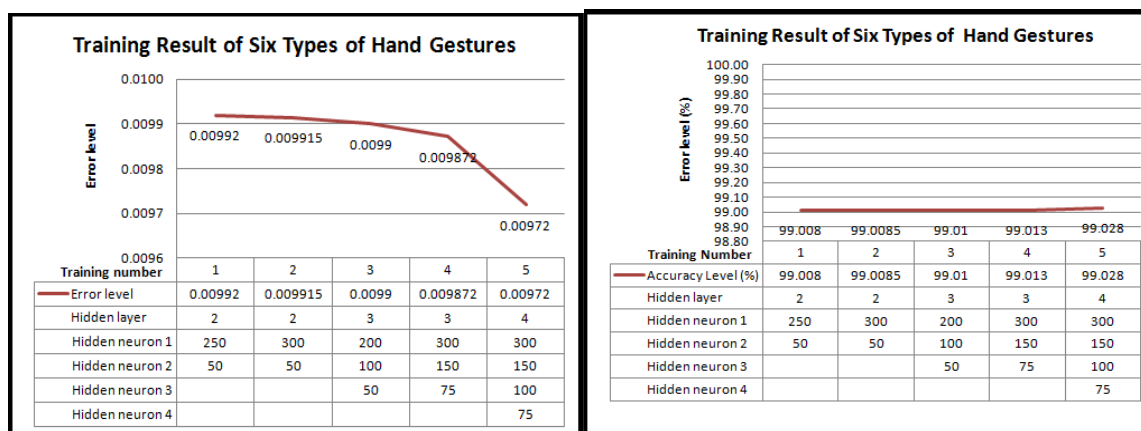 Training Result of Six Types of Hand Gestures
0.0100
0.0099
0.0098
0.0097
0.0096
Error level
0.00992 0.009915 0.0099 0.009872 0.00972
Training number 1 2 3 4 5
Error level 0.00992 0.009915 0.0099 0.009872 0.00972
Hidden layer 2 2 3 3 4
Hidden neuron 1 250 300 200 300 300
Hidden neuron 2 50 50 100 150 150
Hidden neuron 3 50 75 100
Hidden neuron 4 75
Training Result of Six Types of Hand Gestures
100.00
99.90
99.80
99.70
99.60
99.50
99.40
99.30
99.20
99.10
99.00
98.90
98.80
Error level (%)
99.008 99.0085 99.01 99.013 99.028
Training Number 1 2 3 4 5
Accuracy Level (%) 99.008 99.0085 99.01 99.013 99.028
Hidden layer 2 2 3 3 4
Hidden neuron 1 250 300 200 300 300
Hidden neuron 2 50 50 100 150 150
Hidden neuron 3 50 75 100
Hidden neuron 4 75